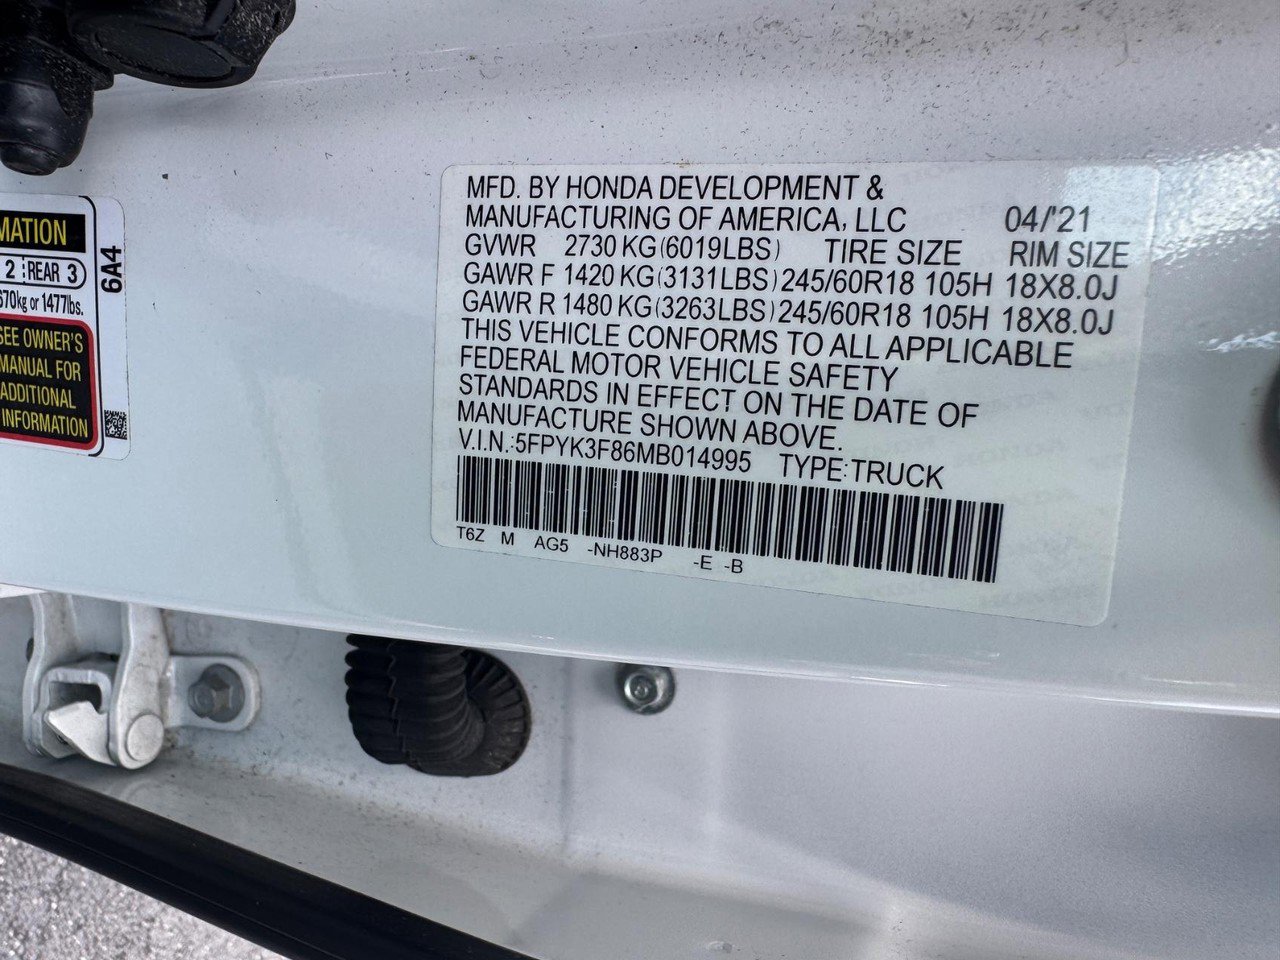 MATION
2 REAR 3
670kg or 1477lbs.
SEE OWNER'S
MANUAL FOR
ADDITIONAL
INFORMATION
6A4
MFD. BY HONDA DEVELOPMENT &
MANUFACTURING OF AMERICA, LLC 04/'21
GVWR 2730 KG(6019LBS) TIRE SIZE RIM SIZE
GAWR F 1420 KG(3131LBS) 245/60R18 105H 18X8.0J
GAWR R 1480 KG(3263LBS) 245/60R18 105H 18X8.0J
THIS VEHICLE CONFORMS TO ALL APPLICABLE
FEDERAL MOTOR VEHICLE SAFETY
STANDARDS IN EFFECT ON THE DATE OF
MANUFACTURE SHOWN ABOVE.
V.I.N.:5FPYK3F86MB014995 TYPE:TRUCK
T6Z M AG5 -NH883P -E -B